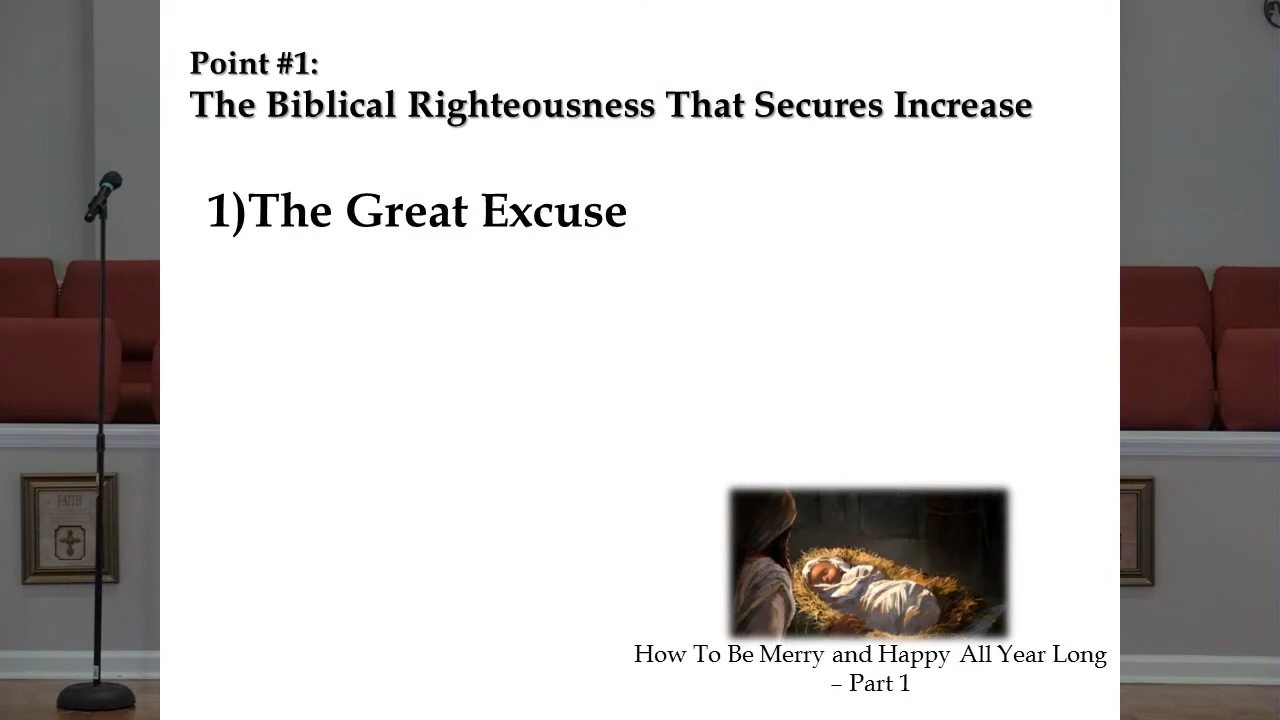 Point #1:
The Biblical Righteousness That Secures Increase
1)The Great Excuse
FAITH
How To Be Merry and Happy All Year Long
– Part 1